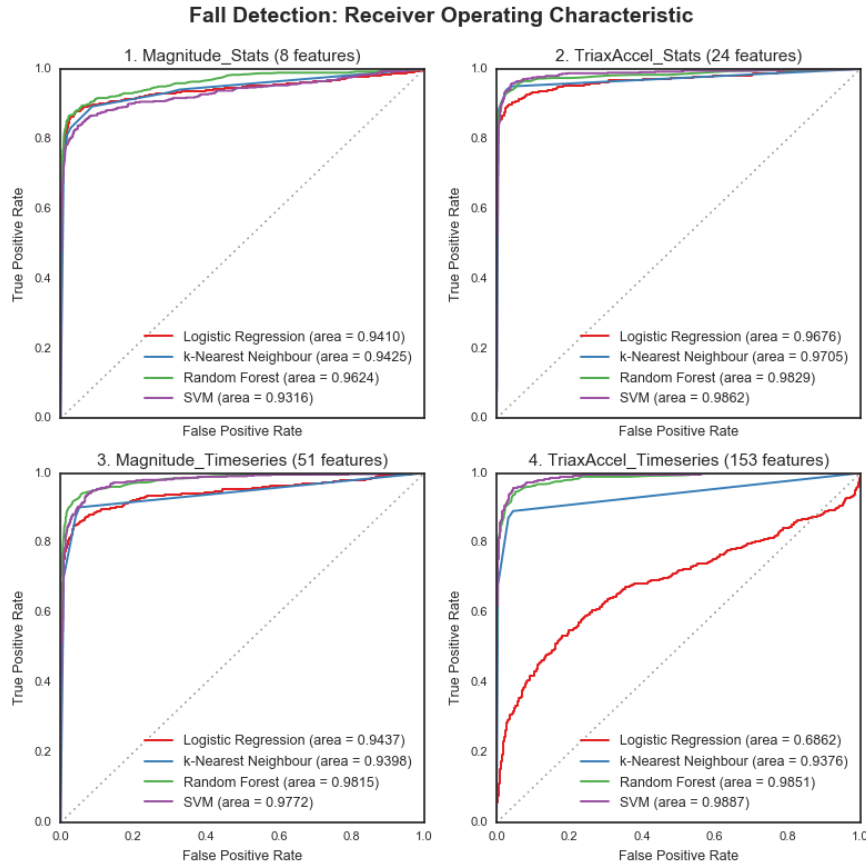 Fall Detection: Receiver Operating Characteristic
1. Magnitude_Stats (8 features)
1.0
0.8
0.6
0.4
0.2
0.0
True Positive Rate
False Positive Rate
Logistic Regression (area = 0.9410)
k-Nearest Neighbour (area = 0.9425)
Random Forest (area = 0.9624)
SVM (area = 0.9316)
2. TriaxAccel_Stats (24 features)
1.0
0.8
0.6
0.4
0.2
0.0
True Positive Rate
False Positive Rate
Logistic Regression (area = 0.9676)
k-Nearest Neighbour (area = 0.9705)
Random Forest (area = 0.9829)
SVM (area = 0.9862)
3. Magnitude_Timeseries (51 features)
1.0
0.8
0.6
0.4
0.2
0.0
True Positive Rate
Logistic Regression (area = 0.9437)
k-Nearest Neighbour (area = 0.9398)
Random Forest (area = 0.9815)
SVM (area = 0.9772)
0.0 0.2 0.4 0.6 0.8 1.0
False Positive Rate
4. TriaxAccel_Timeseries (153 features)
1.0
0.8
0.6
0.4
0.2
0.0
True Positive Rate
Logistic Regression (area = 0.6862)
k-Nearest Neighbour (area = 0.9376)
Random Forest (area = 0.9851)
SVM (area = 0.9887)
0.0 0.2 0.4 0.6 0.8 1.0
False Positive Rate